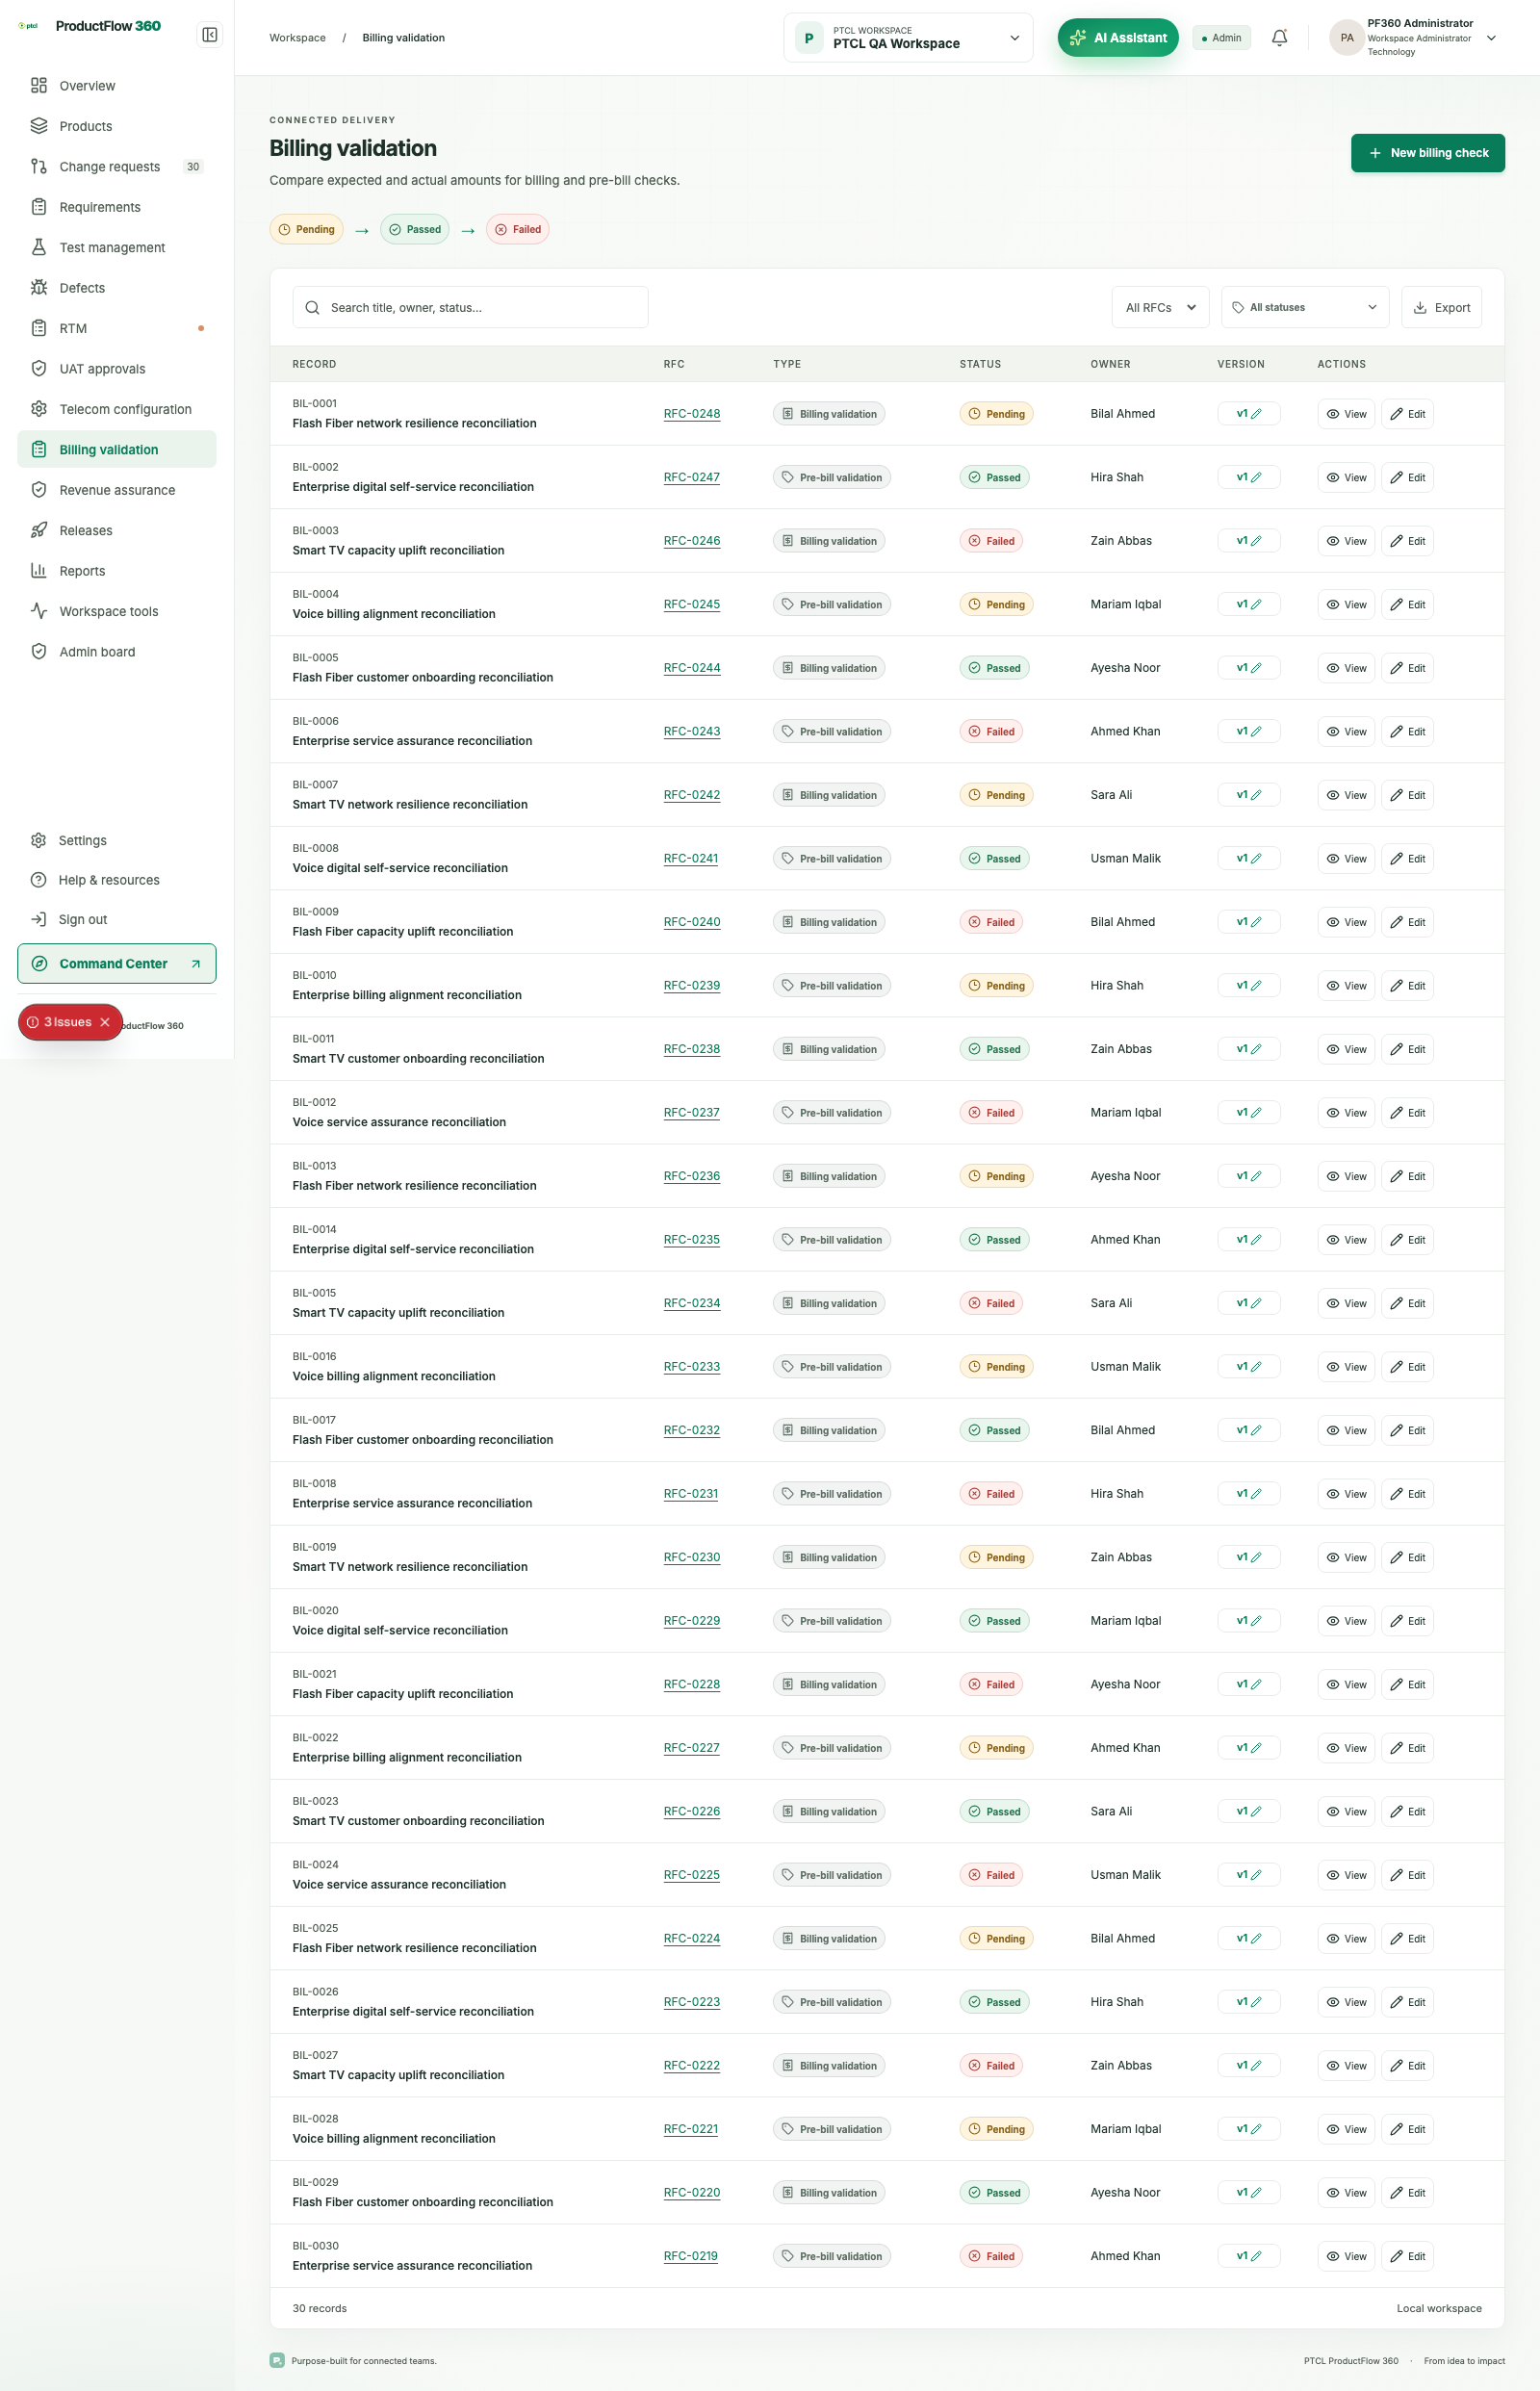 ptcl ProductFlow 360
Overview
Products
Change requests 30
Requirements
Test management
Defects
RTM
UAT approvals
Telecom configuration
Billing validation
Revenue assurance
Releases
Reports
Workspace tools
Admin board
Settings
Help & resources
Sign out
Command Center
3 Issues
oductFlow 360
Workspace / Billing validation
P
PTCL WORKSPACE
PTCL QA Workspace
AI Assistant
Admin
PA
PF360 Administrator
Workspace Administrator
Technology
CONNECTED DELIVERY
Billing validation
Compare expected and actual amounts for billing and pre-bill checks.
New billing check
Pending → Passed → Failed
Search title, owner, status...
All RFCs
All statuses
Export
RECORD RFC TYPE STATUS OWNER VERSION ACTIONS
BIL-0001
Flash Fiber network resilience reconciliation RFC-0248 Billing validation Pending Bilal Ahmed v1 View Edit
BIL-0002
Enterprise digital self-service reconciliation RFC-0247 Pre-bill validation Passed Hira Shah v1 View Edit
BIL-0003
Smart TV capacity uplift reconciliation RFC-0246 Billing validation Failed Zain Abbas v1 View Edit
BIL-0004
Voice billing alignment reconciliation RFC-0245 Pre-bill validation Pending Mariam Iqbal v1 View Edit
BIL-0005
Flash Fiber customer onboarding reconciliation RFC-0244 Billing validation Passed Ayesha Noor v1 View Edit
BIL-0006
Enterprise service assurance reconciliation RFC-0243 Pre-bill validation Failed Ahmed Khan v1 View Edit
BIL-0007
Smart TV network resilience reconciliation RFC-0242 Billing validation Pending Sara Ali v1 View Edit
BIL-0008
Voice digital self-service reconciliation RFC-0241 Pre-bill validation Passed Usman Malik v1 View Edit
BIL-0009
Flash Fiber capacity uplift reconciliation RFC-0240 Billing validation Failed Bilal Ahmed v1 View Edit
BIL-0010
Enterprise billing alignment reconciliation RFC-0239 Pre-bill validation Pending Hira Shah v1 View Edit
BIL-0011
Smart TV customer onboarding reconciliation RFC-0238 Billing validation Passed Zain Abbas v1 View Edit
BIL-0012
Voice service assurance reconciliation RFC-0237 Pre-bill validation Failed Mariam Iqbal v1 View Edit
BIL-0013
Flash Fiber network resilience reconciliation RFC-0236 Billing validation Pending Ayesha Noor v1 View Edit
BIL-0014
Enterprise digital self-service reconciliation RFC-0235 Pre-bill validation Passed Ahmed Khan v1 View Edit
BIL-0015
Smart TV capacity uplift reconciliation RFC-0234 Billing validation Failed Sara Ali v1 View Edit
BIL-0016
Voice billing alignment reconciliation RFC-0233 Pre-bill validation Pending Usman Malik v1 View Edit
BIL-0017
Flash Fiber customer onboarding reconciliation RFC-0232 Billing validation Passed Bilal Ahmed v1 View Edit
BIL-0018
Enterprise service assurance reconciliation RFC-0231 Pre-bill validation Failed Hira Shah v1 View Edit
BIL-0019
Smart TV network resilience reconciliation RFC-0230 Billing validation Pending Zain Abbas v1 View Edit
BIL-0020
Voice digital self-service reconciliation RFC-0229 Pre-bill validation Passed Mariam Iqbal v1 View Edit
BIL-0021
Flash Fiber capacity uplift reconciliation RFC-0228 Billing validation Failed Ayesha Noor v1 View Edit
BIL-0022
Enterprise billing alignment reconciliation RFC-0227 Pre-bill validation Pending Ahmed Khan v1 View Edit
BIL-0023
Smart TV customer onboarding reconciliation RFC-0226 Billing validation Passed Sara Ali v1 View Edit
BIL-0024
Voice service assurance reconciliation RFC-0225 Pre-bill validation Failed Usman Malik v1 View Edit
BIL-0025
Flash Fiber network resilience reconciliation RFC-0224 Billing validation Pending Bilal Ahmed v1 View Edit
BIL-0026
Enterprise digital self-service reconciliation RFC-0223 Pre-bill validation Passed Hira Shah v1 View Edit
BIL-0027
Smart TV capacity uplift reconciliation RFC-0222 Billing validation Failed Zain Abbas v1 View Edit
BIL-0028
Voice billing alignment reconciliation RFC-0221 Pre-bill validation Pending Mariam Iqbal v1 View Edit
BIL-0029
Flash Fiber customer onboarding reconciliation RFC-0220 Billing validation Passed Ayesha Noor v1 View Edit
BIL-0030
Enterprise service assurance reconciliation RFC-0219 Pre-bill validation Failed Ahmed Khan v1 View Edit
30 records Local workspace
P. Purpose-built for connected teams. PTCL ProductFlow 360 · From idea to impact